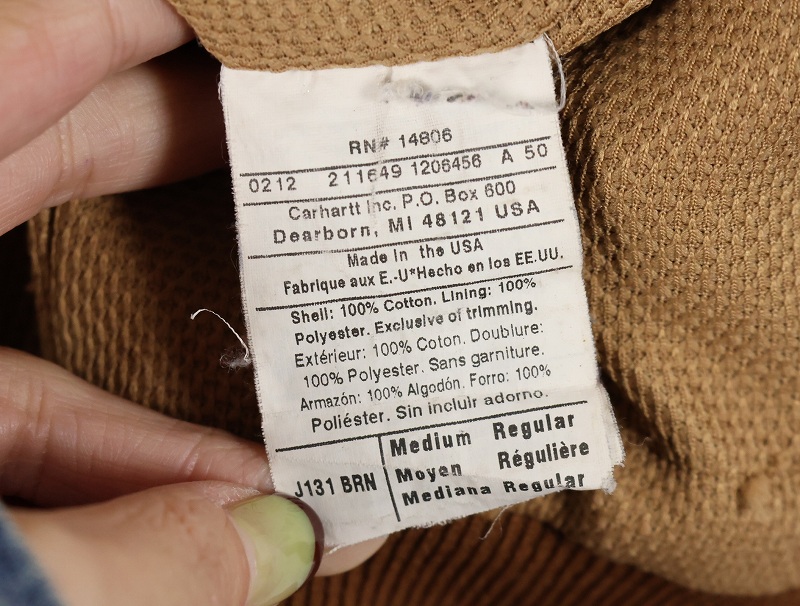 RN# 14806
0212 211649 1206456 A 50
Carhartt Inc. P.O. Box 600
Dearborn, MI 48121 USA
Made In the USA
Fabrique aux E.-U*Hecho en los EE.UU.
Shell: 100% Cotton. Lining: 100%
Polyester. Exclusive of trimming.
Extérieur: 100% Coton. Doublure:
100% Polyester. Sans garniture.
Armazón: 100% Algodón. Forro: 100%
Poliéster. Sin incluir adorno.
J131 BRN
Medium Regular
Moyen Régulière
Mediana Regular